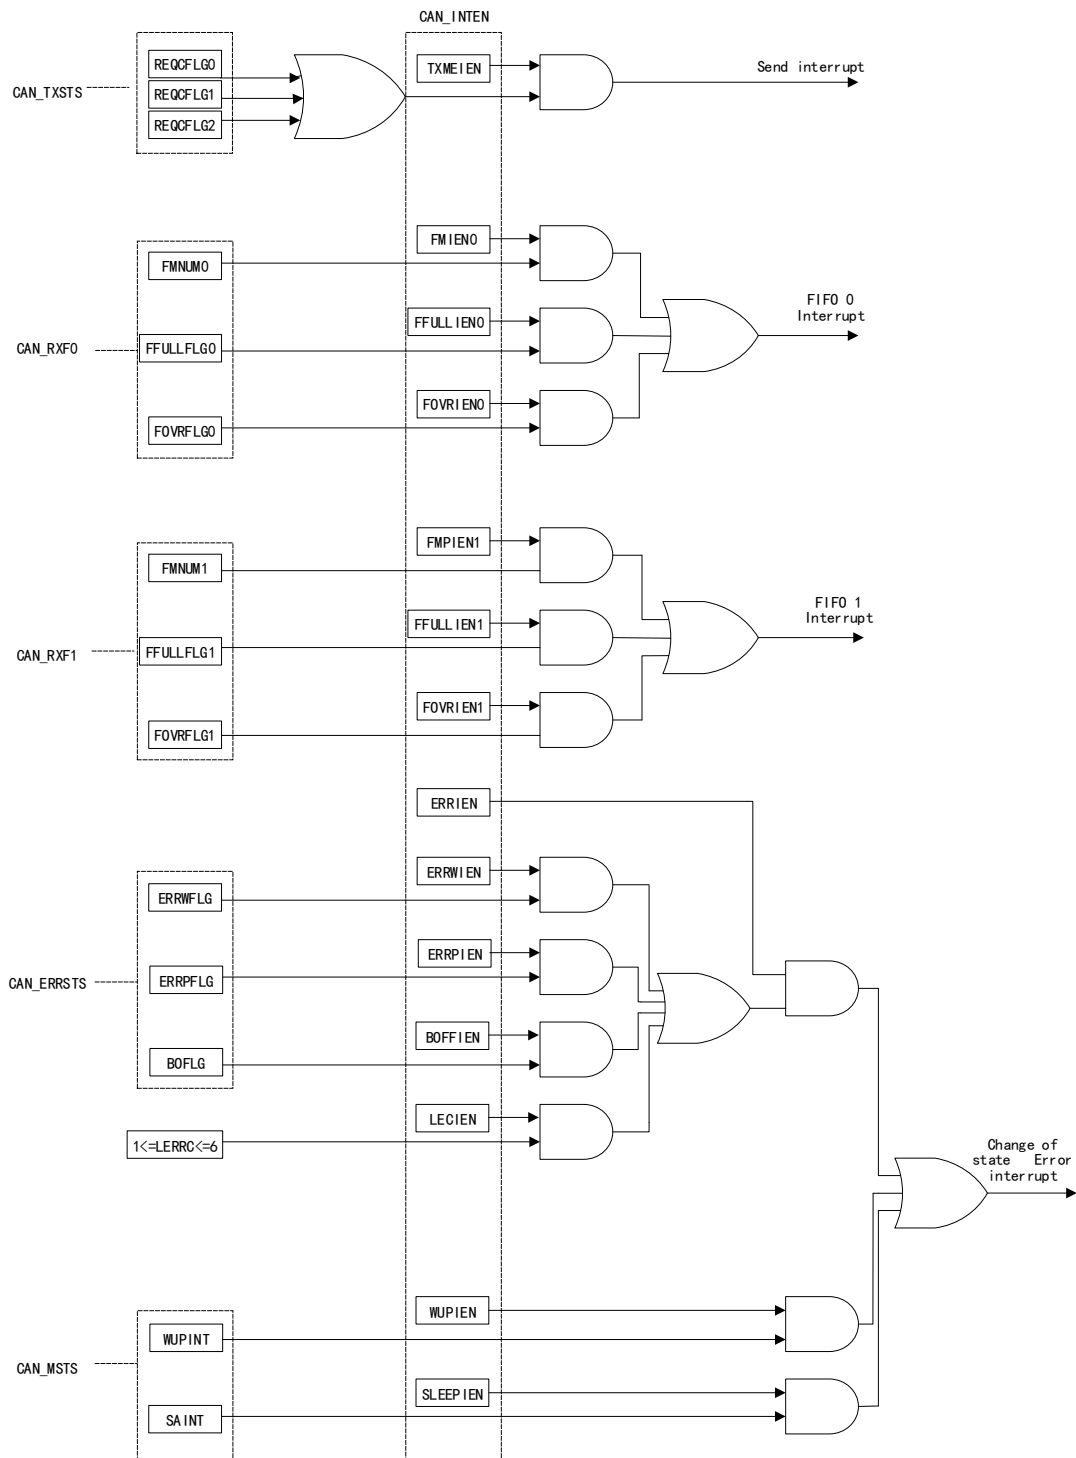 CAN_INTEN
REQCFLG0
TXMEIEN
Send interrupt
CAN_TXSTS
REQCFLG1
REQCFLG2
FMIEN0
FMNUM0
FIFO 0
Interrupt
FFULLIEN0
CAN_RXF0
FFULLFLG0
FOVRIEN0
FOVRFLG0
FMPIEN1
FMNUM1
FIFO 1
Interrupt
FFULLIEN1
CAN_RXF1
FFULLFLG1
FOVRIEN1
FOVRFLG1
ERRIEN
ERRWIEN
ERRWFLG
ERRPIEN
CAN_ERRSTS
ERRPFLG
BOFFIEN
BOFLG
LECIEN
1<=LERRC<=6
Change of
state Error
interrupt
WUPIEN
WUPINT
CAN_MSTS
SLEEPIEN
SAINT